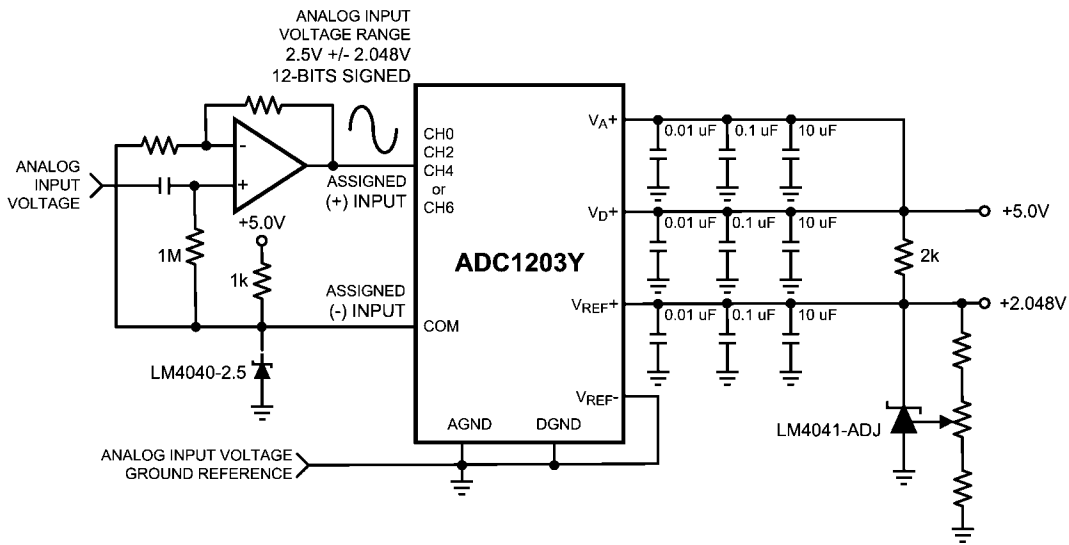 ANALOG INPUT
VOLTAGE RANGE
2.5V +/- 2.048V
12-BITS SIGNED
ANALOG
INPUT
VOLTAGE
-
+
1M
+5.0V
1k
LM4040-2.5
ASSIGNED
(+) INPUT
ASSIGNED
(-) INPUT
CH0
CH2
CH4
or
CH6
COM
ADC1203Y
AGND
DGND
VA+
VD+
VREF+
VREF-
0.01 uF
0.1 uF
10 uF
0.01 uF
0.1 uF
10 uF
0.01 uF
0.1 uF
10 uF
+5.0V
2k
+2.048V
LM4041-ADJ
ANALOG INPUT VOLTAGE
GROUND REFERENCE